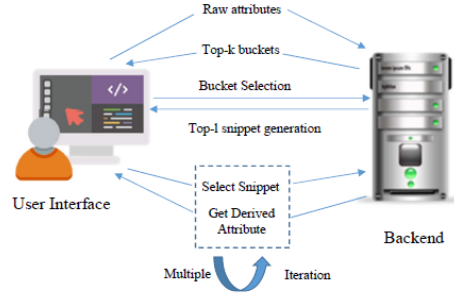 Raw attributes
Top-k buckets
Bucket Selection
Top-1 snippet generation
</>
Select Snippet
Get Derived
Attribute
User Interface
Backend
Multiple
Iteration